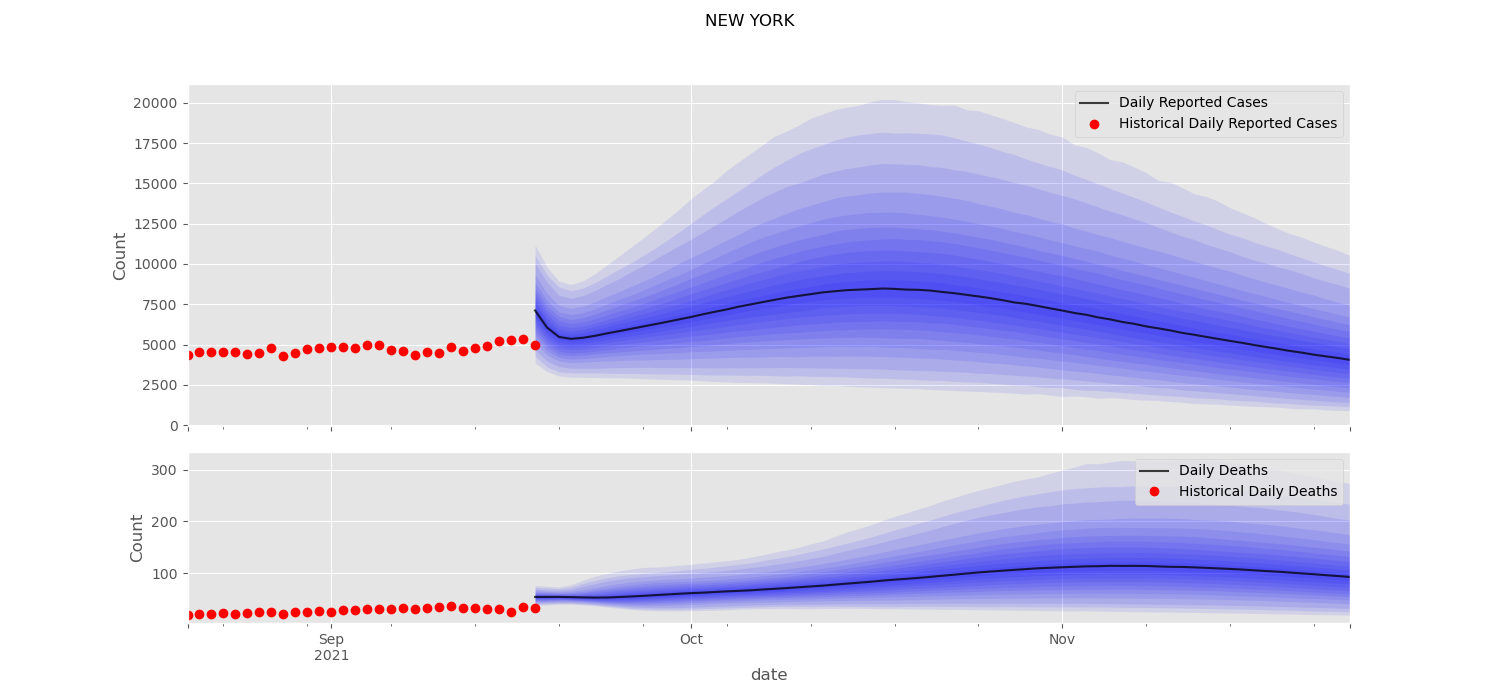 NEW YORK
20000
17500
15000
12500
10000
7500
5000
2500
0
Count
Daily Reported Cases
Historical Daily Reported Cases
300
200
100
Count
Daily Deaths
Historical Daily Deaths
Sep
2021
Oct
Nov
date